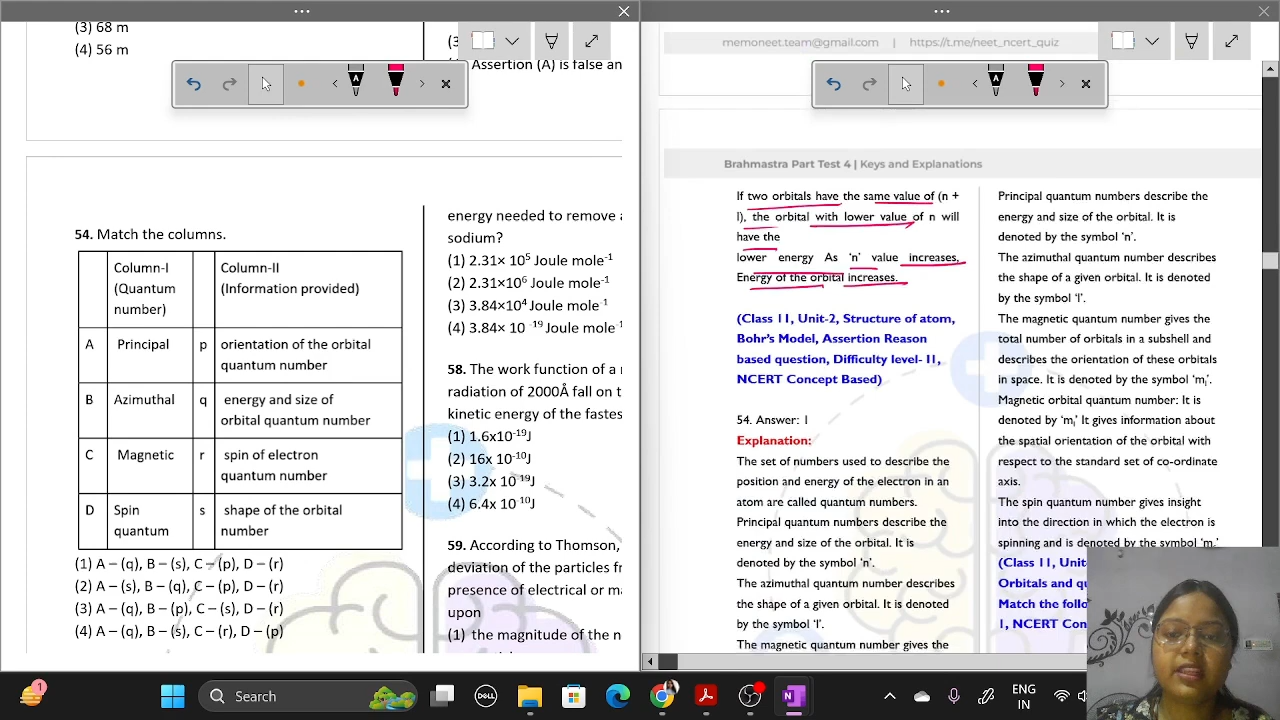 (3) 68 m
(4) 56 m
(3
Assertion (A) is false an
54. Match the columns.
Column-I (Quantum number)
Column-II (Information provided)
A Principal p orientation of the orbital quantum number
B Azimuthal q energy and size of orbital quantum number
C Magnetic r spin of electron quantum number
D Spin quantum s shape of the orbital number
(1) A – (q), B – (s), C – (p), D – (r)
(2) A – (s), B – (q), C – (p), D – (r)
(3) A – (q), B – (p), C – (s), D – (r)
(4) A – (q), B – (s), C – (r), D – (p)
energy needed to remove a
sodium?
(1) 2.31× 10⁵ Joule mole⁻¹
(2) 2.31×10⁶ Joule mole⁻¹
(3) 3.84×10⁴ Joule mole⁻¹
(4) 3.84× 10 ⁻¹⁹ Joule mole⁻¹
58. The work function of a
radiation of 2000Å fall on t
kinetic energy of the fastes
(1) 1.6x10⁻¹⁹J
(2) 16x 10⁻¹⁰J
(3) 3.2x 10⁻¹⁹J
(4) 6.4x 10⁻¹⁰J
59. According to Thomson,
deviation of the particles f
presence of electrical or ma
upon
(1) the magnitude of the n
memoneet.team@gmail.com | https://t.me/neet_ncert_quiz
Brahmastra Part Test 4 | Keys and Explanations
If two orbitals have the same value of (n +
l), the orbital with lower value of n will
have the
lower energy As ‘n’ value increases,
Energy of the orbital increases.
(Class 11, Unit-2, Structure of atom,
Bohr’s Model, Assertion Reason
based question, Difficulty level- II,
NCERT Concept Based)
54. Answer: 1
Explanation:
The set of numbers used to describe the
position and energy of the electron in an
atom are called quantum numbers.
Principal quantum numbers describe the
energy and size of the orbital. It is
denoted by the symbol ‘n’.
The azimuthal quantum number describes
the shape of a given orbital. It is denoted
by the symbol ‘l’.
The magnetic quantum number gives the
Principal quantum numbers describe the
energy and size of the orbital. It is
denoted by the symbol ‘n’.
The azimuthal quantum number describes
the shape of a given orbital. It is denoted
by the symbol ‘l’.
The magnetic quantum number gives the
total number of orbitals in a subshell and
describes the orientation of these orbitals
in space. It is denoted by the symbol ‘mₗ’.
Magnetic orbital quantum number: It is
denoted by ‘mₗ’ It gives information about
the spatial orientation of the orbital with
respect to the standard set of co-ordinate
axis.
The spin quantum number gives insight
into the direction in which the electron is
spinning and is denoted by the symbol ‘m
(Class 11, Unit
Orbitals and qu
Match the follo
1, NCERT Con
1
Search
DELL
ENG
IN